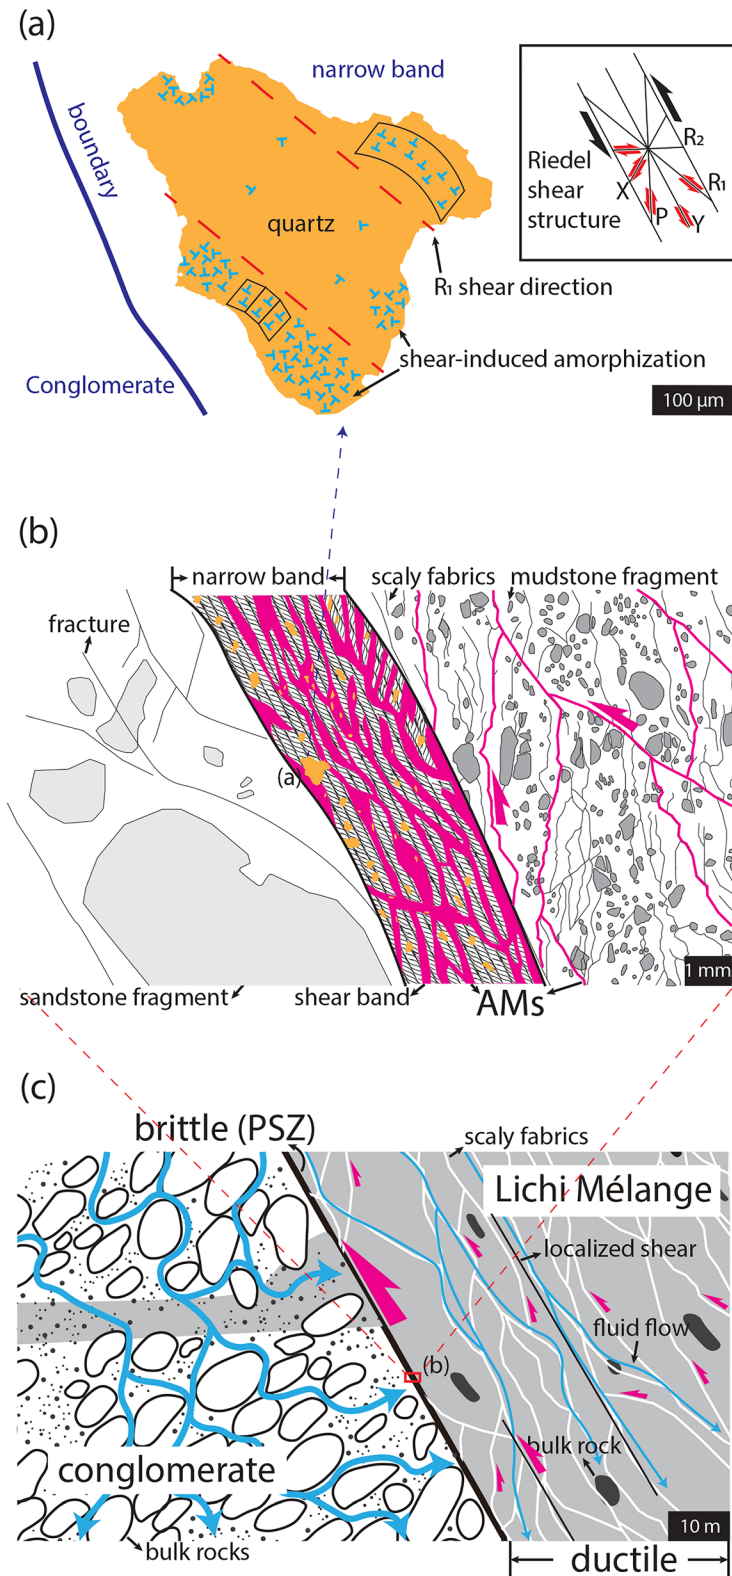 (a)
narrow band
boundary
quartz
R1 shear direction
shear-induced amorphization
Conglomerate
100 µm
Riedel
shear
structure
R2
R1
X
P
Y
(b)
narrow band
scaly fabrics
mudstone fragment
fracture
(a)
1 mm
sandstone fragment
shear band
AMs
(c)
brittle (PSZ)
scaly fabrics
Lichi Mélange
localized shear
fluid flow
(b)
bulk rock
conglomerate
10 m
bulk rocks
ductile